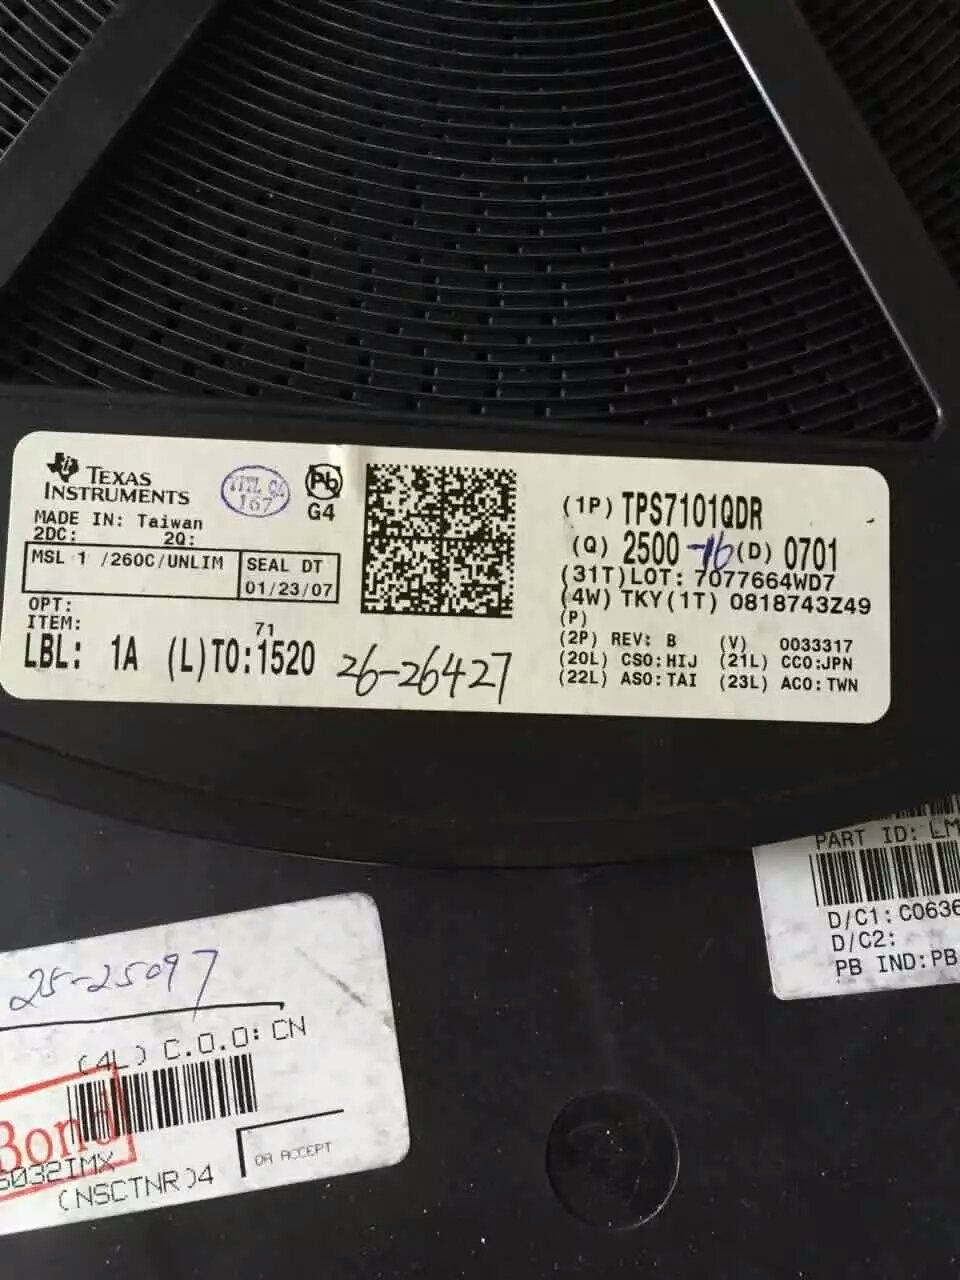 TEXAS
INSTRUMENTS
MADE IN: Taiwan
2DC: 2Q:
MSL 1 /260C/UNLIM
SEAL DT
01/23/07
OPT:
ITEM:
71
LBL: 1A (L)TO:1520
26-26427
TITL QA
167
Pb
G4
(1P) TPS7101QDR
(Q) 2500 -16 (D) 0701
(31T)LOT: 7077664WD7
(4W) TKY(1T) 0818743Z49
(P)
(2P) REV: B (V) 0033317
(20L) CSO:HIJ (21L) CCO:JPN
(22L) ASO:TAI (23L) ACO:TWN
PART ID: LM
D/C1: C0636
D/C2:
PB IND:PB
25-25097
(4L) C.O.O: CN
Bond
6032IMX
(NSCTNR)4
QA ACCEPT